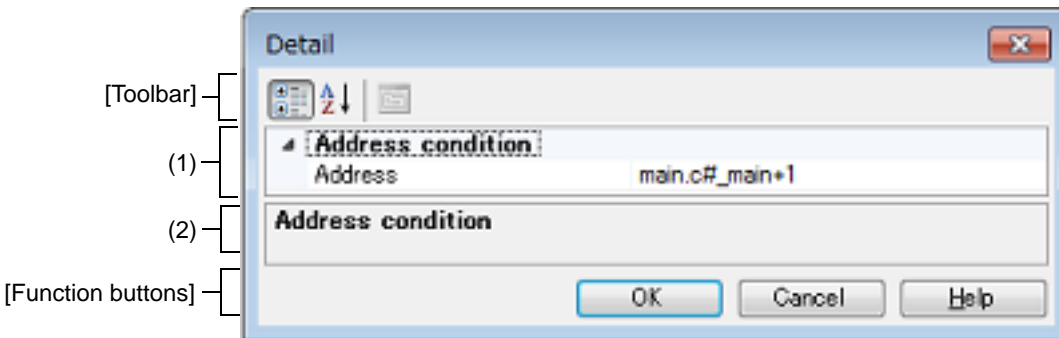 Detail
[Toolbar]
A
Z
(1)
Address condition
Address main.c#_main+1
(2)
Address condition
[Function buttons]
OK Cancel Help